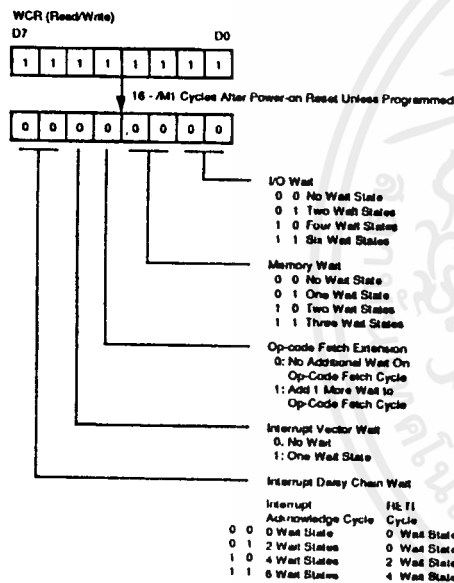 WCR (Read/Write)
D7 D0
1 1 1 1 1 1 1 1
16 - /M1 Cycles After Power-on Reset Unless Programmed
0 0 0 0 0 0 0 0
I/O Wait
0 0 No Wait State
0 1 Two Wait States
1 0 Four Wait States
1 1 Six Wait States
Memory Wait
0 0 No Wait State
0 1 One Wait State
1 0 Two Wait States
1 1 Three Wait States
Op-code Fetch Extension
0: No Additional Wait On
Op-Code Fetch Cycle
1: Add 1 More Wait to
Op-Code Fetch Cycle
Interrupt Vector Wait
0. No Wait
1: One Wait State
Interrupt Daisy Chain Wait
Interrupt RETI
Acknowledge Cycle Cycle
0 0 0 Wait State 0 Wait State
0 1 2 Wait States 0 Wait State
1 0 4 Wait States 2 Wait State
1 1 6 Wait States 4 Wait State